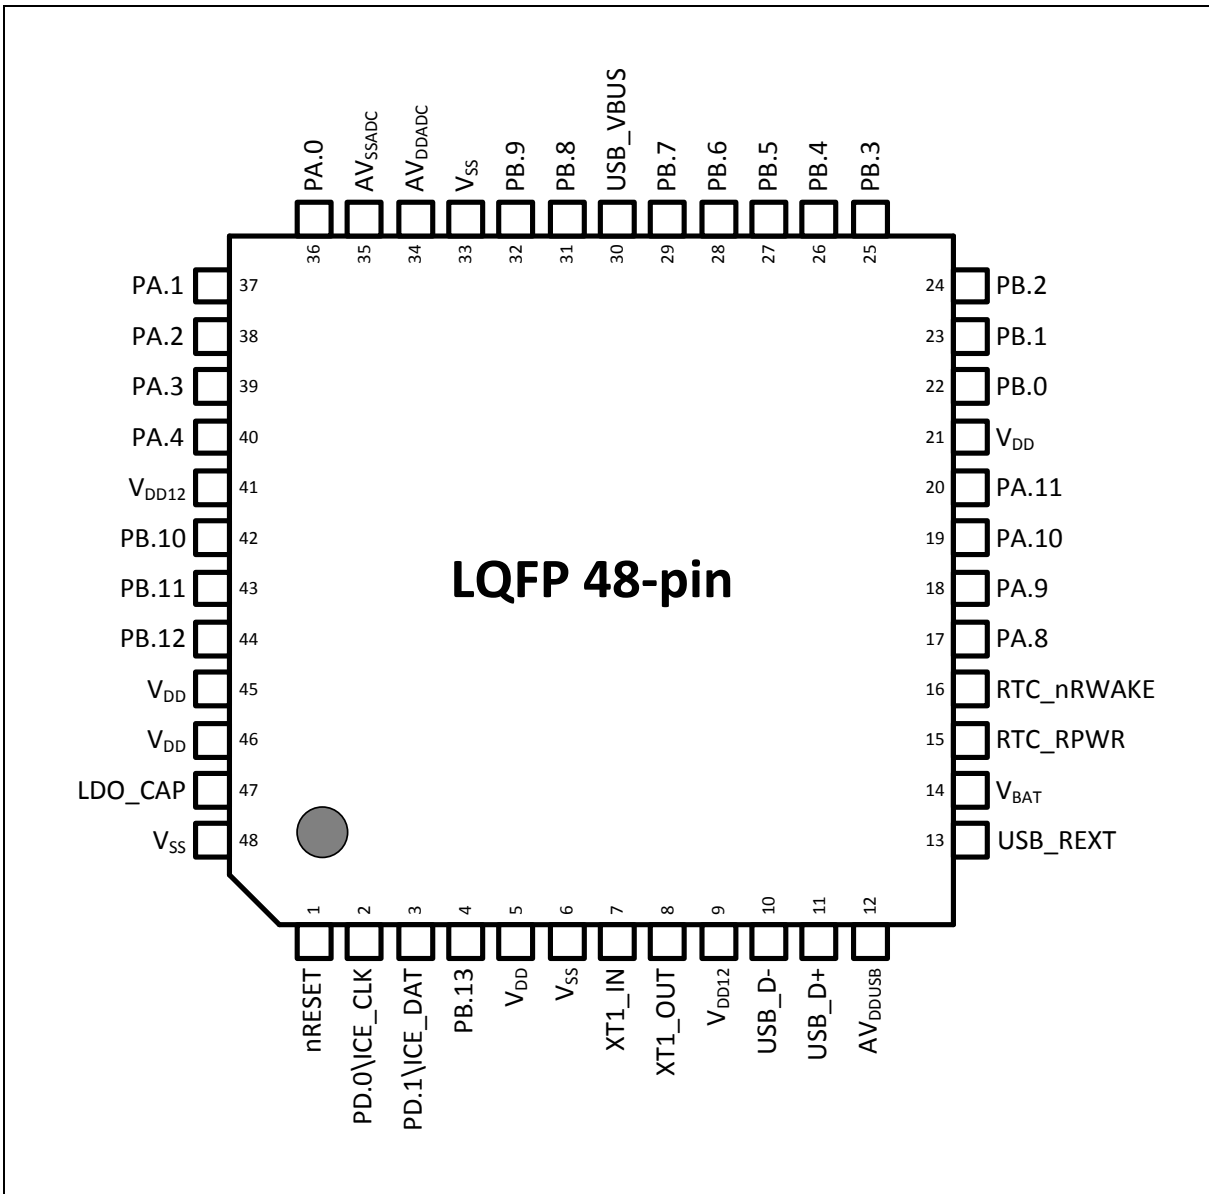 PA.0
AVSSADC
AVDDADC
VSS
PB.9
PB.8
USB_VBUS
PB.7
PB.6
PB.5
PB.4
PB.3
36
35
34
33
32
31
30
29
28
27
26
25
PA.1 37
PA.2 38
PA.3 39
PA.4 40
VDD12 41
PB.10 42
PB.11 43
PB.12 44
VDD 45
VDD 46
LDO_CAP 47
VSS 48
LQFP 48-pin
24 PB.2
23 PB.1
22 PB.0
21 VDD
20 PA.11
19 PA.10
18 PA.9
17 PA.8
16 RTC_nRWAKE
15 RTC_RPWR
14 VBAT
13 USB_REXT
1
2
3
4
5
6
7
8
9
10
11
12
nRESET
PD.0\ICE_CLK
PD.1\ICE_DAT
PB.13
VDD
VSS
XT1_IN
XT1_OUT
VDD12
USB_D-
USB_D+
AVDDUSB